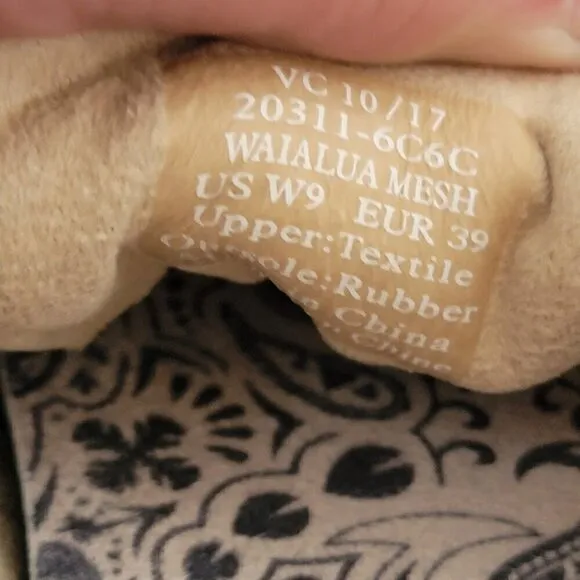 VC 10/17
20311-6C6C
WAIALUA MESH
US W9 EUR 39
Upper:Textile
Outsole:Rubber
China